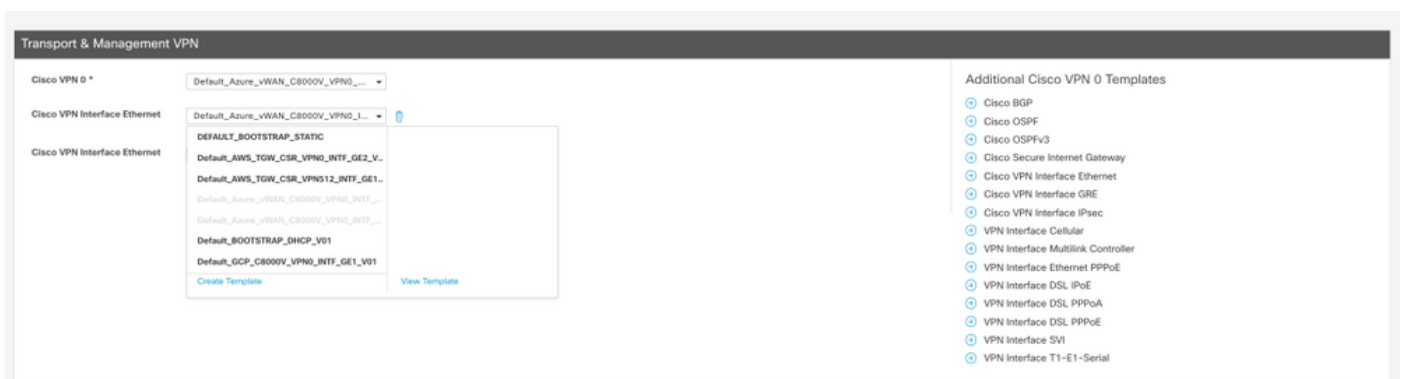 Transport & Management VPN
Cisco VPN 0 *
Default_Azure_vWAN_C8000V_VPN0_...
Cisco VPN Interface Ethernet
Default_Azure_vWAN_C8000V_VPN0_I...
Cisco VPN Interface Ethernet
DEFAULT_BOOTSTRAP_STATIC
Default_AWS_TGW_CSR_VPN0_INTF_GE2_V..
Default_AWS_TGW_CSR_VPN512_INTF_GE1..
Default_Azure_vWAN_C8000V_VPN0_INTF_...
Default_Azure_vWAN_C8000V_VPN0_INTF_...
Default_BOOTSTRAP_DHCP_V01
Default_GCP_C8000V_VPN0_INTF_GE1_V01
Create Template
View Template
Additional Cisco VPN 0 Templates
Cisco BGP
Cisco OSPF
Cisco OSPFv3
Cisco Secure Internet Gateway
Cisco VPN Interface Ethernet
Cisco VPN Interface GRE
Cisco VPN Interface IPsec
VPN Interface Cellular
VPN Interface Multilink Controller
VPN Interface Ethernet PPPoE
VPN Interface DSL IPoE
VPN Interface DSL PPPoA
VPN Interface DSL PPPoE
VPN Interface SVI
VPN Interface T1-E1-Serial